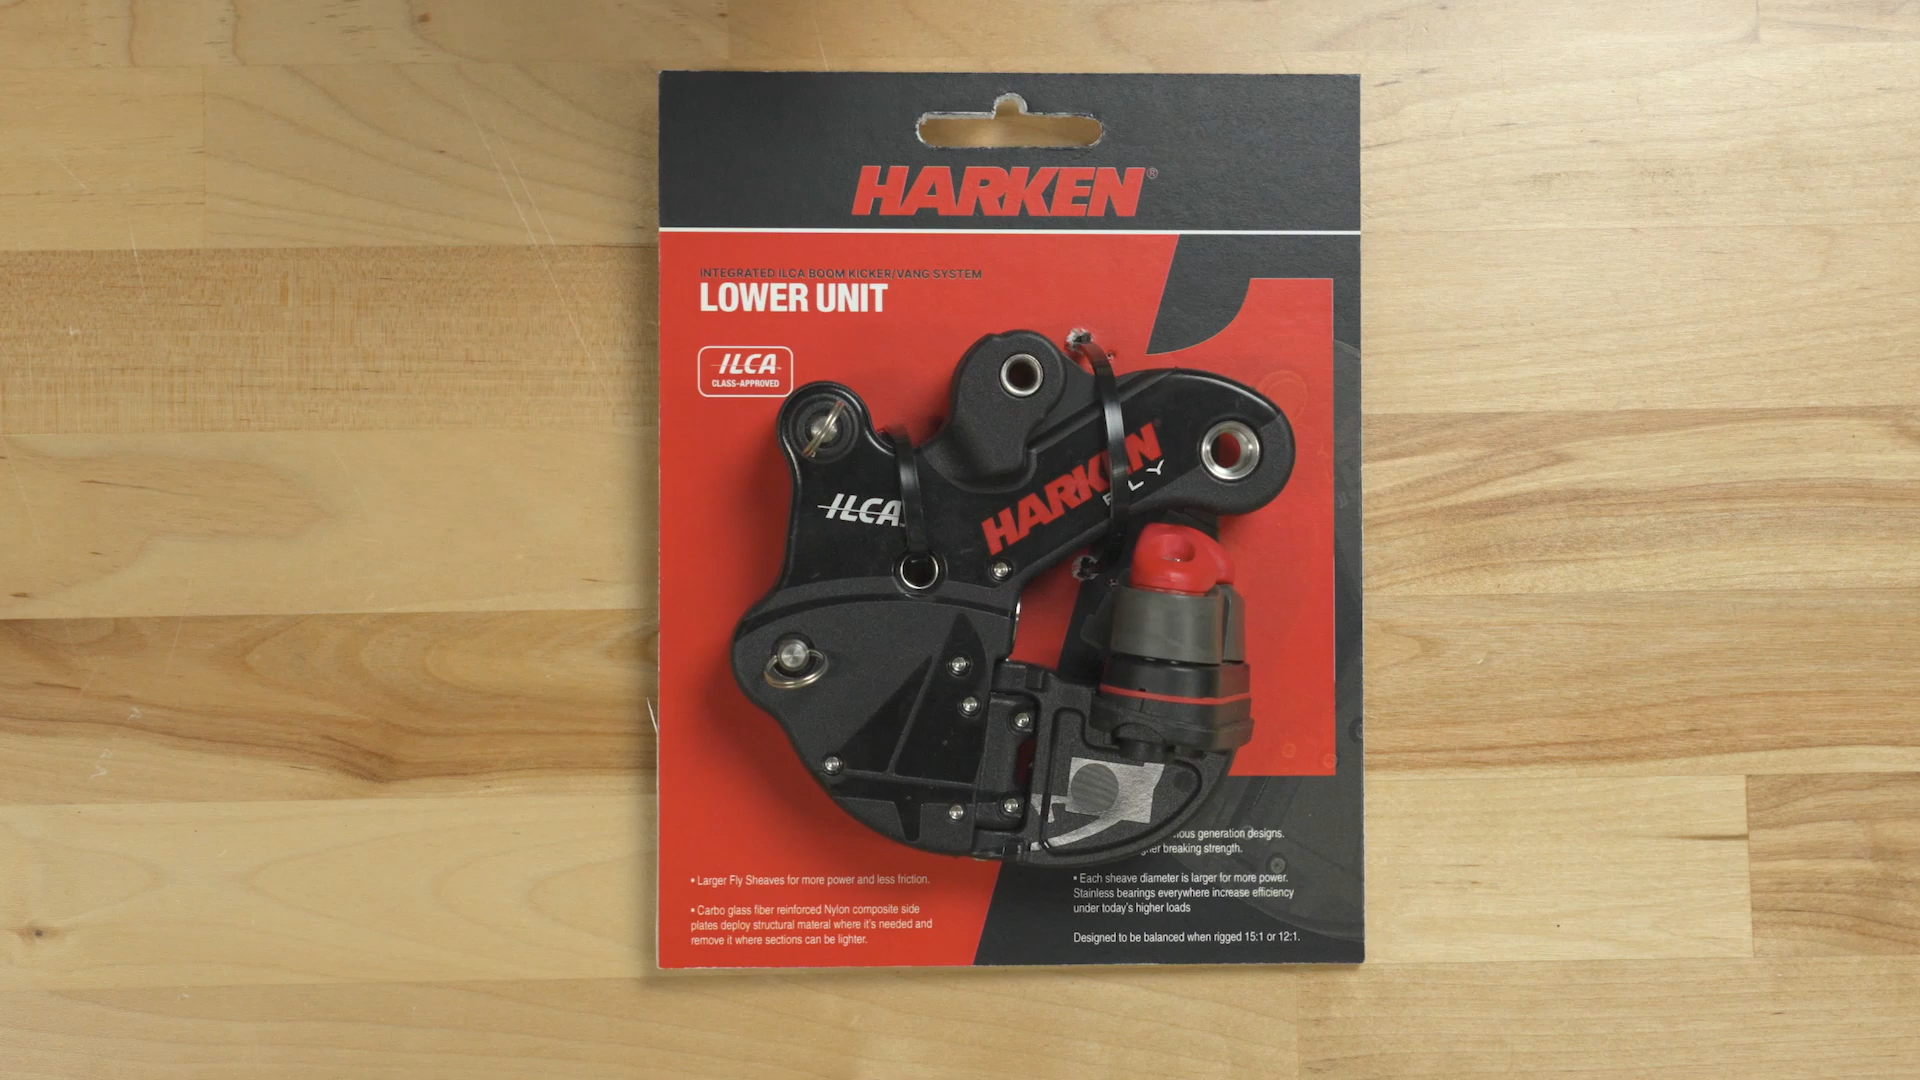 HARKEN®
INTEGRATED ILCA BOOM KICKER/VANG SYSTEM
LOWER UNIT
ILCA
CLASS-APPROVED
HARKEN
FLY
ILCA
• Larger Fly Sheaves for more power and less friction.
• Carbo glass fiber reinforced Nylon composite side
plates deploy structural materal where it's needed and
remove it where sections can be lighter.
generation designs.
breaking strength.
• Each sheave diameter is larger for more power.
Stainless bearings everywhere increase efficiency
under today's higher loads
Designed to be balanced when rigged 15:1 or 12:1.